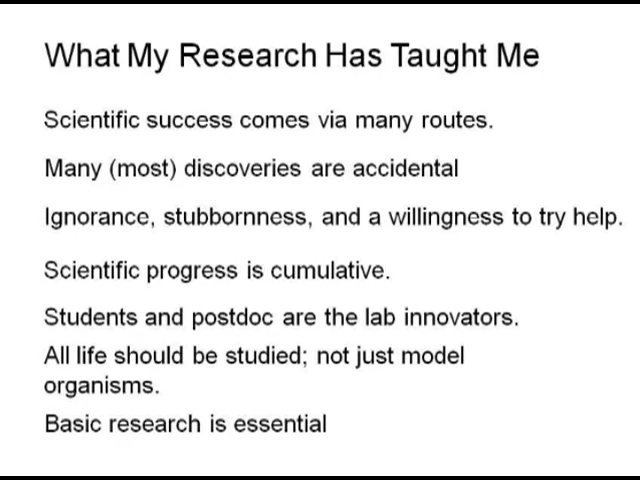 What My Research Has Taught Me
Scientific success comes via many routes.
Many (most) discoveries are accidental
Ignorance, stubbornness, and a willingness to try help.
Scientific progress is cumulative.
Students and postdoc are the lab innovators.
All life should be studied; not just model
organisms.
Basic research is essential